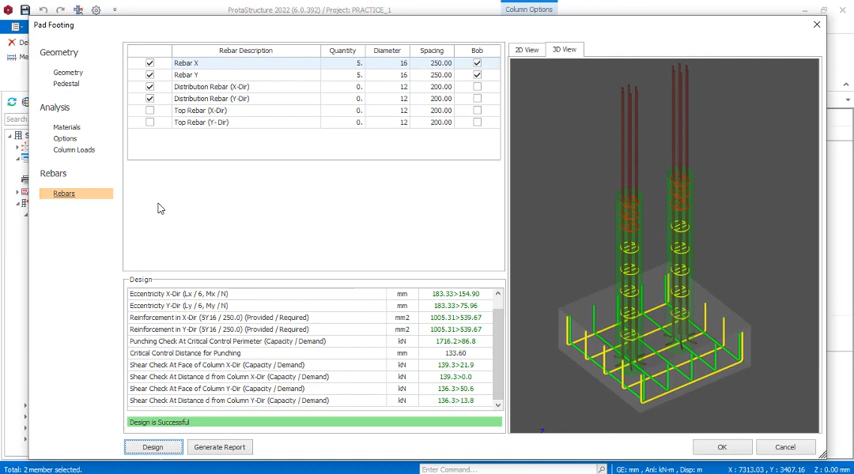 ProtaStructure 2022 (6.0.392) / Project: PRACTICE_1
Column Options
Pad Footing
Geometry
Geometry
Pedestal
Analysis
Materials
Options
Column Loads
Rebars
Rebars
Rebar Description Quantity Diameter Spacing Bob
Rebar X 5. 16 250.00
Rebar Y 5. 16 250.00
Distribution Rebar (X-Dir) 0. 12 200.00
Distribution Rebar (Y-Dir) 0. 12 200.00
Top Rebar (X-Dir) 0. 12 200.00
Top Rebar (Y- Dir) 0. 12 200.00
2D View 3D View
Design
Eccentricity X-Dir (Lx / 6, Mx / N) mm 183.33>154.90
Eccentricity Y-Dir (Ly / 6, My / N) mm 183.33>75.96
Reinforcement in X-Dir (5Y16 / 250.0) (Provided / Required) mm2 1005.31>539.67
Reinforcement in X-Dir (5Y16 / 250.0) (Provided / Required) mm2 1005.31>539.67
Punching Check At Critical Control Perimeter (Capacity / Demand) kN 1716.2>86.8
Critical Control Distance for Punching mm 133.60
Shear Check At Face of Column X-Dir (Capacity / Demand) kN 139.3>21.9
Shear Check At Distance d from Column X-Dir (Capacity / Demand) kN 139.3>0.0
Shear Check At Face of Column Y-Dir (Capacity / Demand) kN 136.3>50.6
Shear Check At Distance d from Column Y-Dir (Capacity / Demand) kN 136.3>13.8
Design is Successful
Design Generate Report OK Cancel
Total: 2 member selected. Enter Command... GE: mm , Anl: kN-m , Disp: m X : 7313.03 Y : 3407.16 Z : 0.00 mm